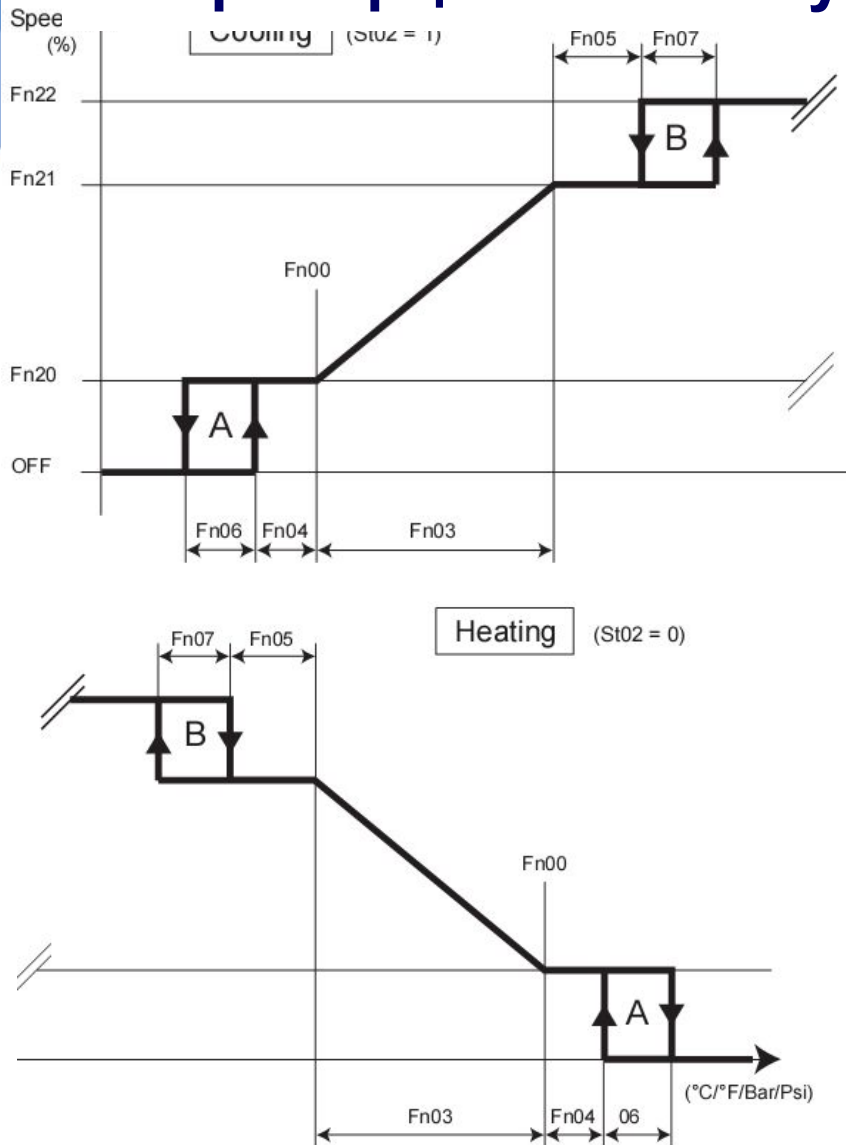 Spee
(%)
Cooling (St02 = 1)
Fn05 Fn07
Fn22
B
Fn21
Fn00
Fn20
A
OFF
Fn06 Fn04 Fn03
Heating (St02 = 0)
Fn07 Fn05
B
Fn00
A
(°C/°F/Bar/Psi)
Fn03 Fn04 06